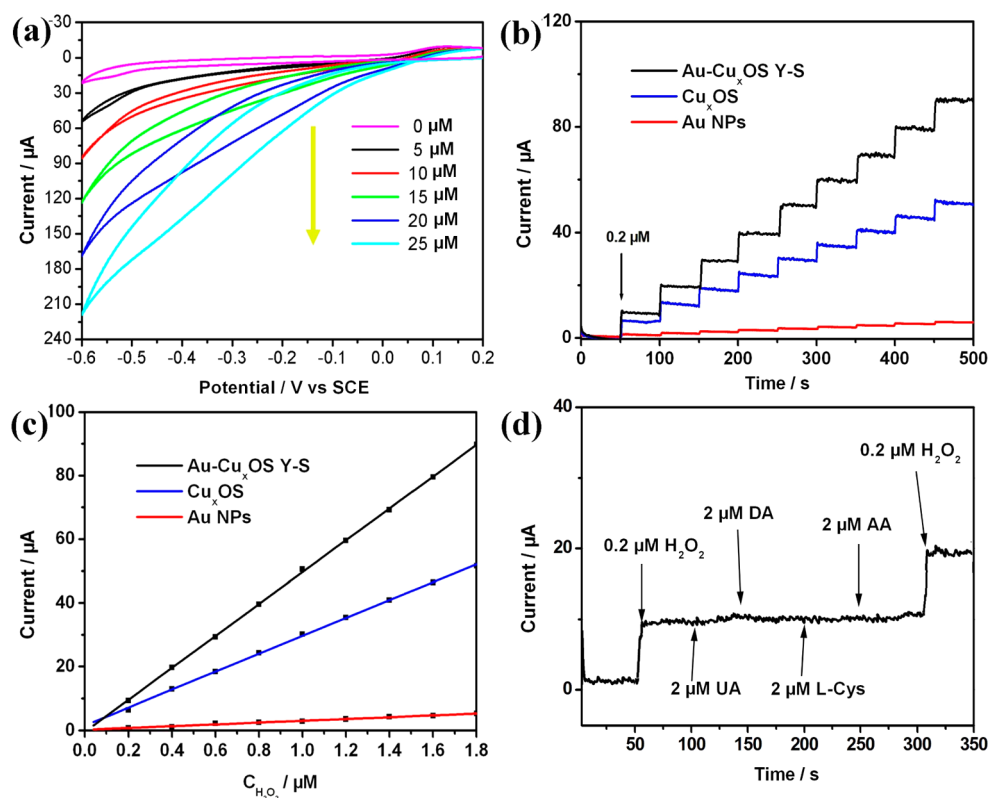 (a)
-30
0
30
60
90
120
150
180
210
240
Current / µA
0 µM
5 µM
10 µM
15 µM
20 µM
25 µM
-0.6 -0.5 -0.4 -0.3 -0.2 -0.1 0.0 0.1 0.2
Potential / V vs SCE
(b)
120
80
40
0
Current / µA
Au-CuₓOS Y-S
CuₓOS
Au NPs
0.2 µM
0 100 200 300 400 500
Time / s
(c)
100
80
60
40
20
0
Current / µA
Au-CuₓOS Y-S
CuₓOS
Au NPs
0.0 0.2 0.4 0.6 0.8 1.0 1.2 1.4 1.6 1.8
C H₂O₂ / µM
(d)
40
20
0
Current / µA
0.2 µM H₂O₂
2 µM AA
2 µM DA
0.2 µM H₂O₂
2 µM UA 2 µM L-Cys
50 100 150 200 250 300 350
Time / s